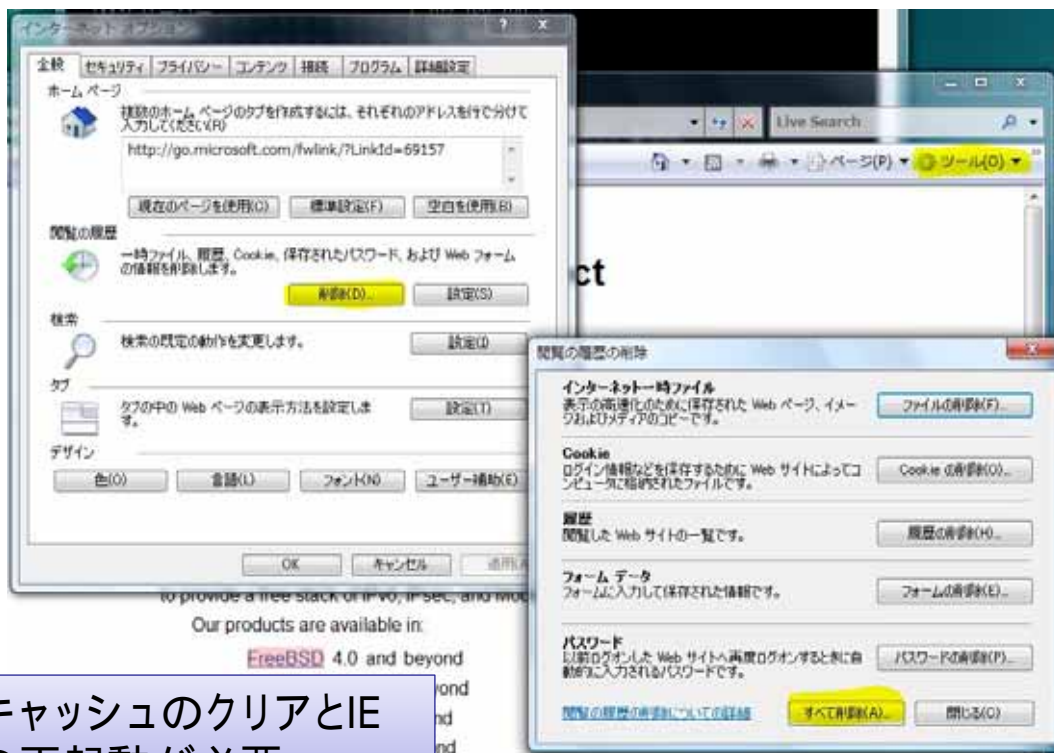 インターネット オプション
全般 セキュリティ プライバシー コンテンツ 接続 プログラム 詳細設定
ホーム ページ
複数のホーム ページのタブを作成するには、それぞれのアドレスを行で分けて
入力してください(R)
http://go.microsoft.com/fwlink/?LinkId=69157
現在のページを使用(C) 標準設定(F) 空白を使用(B)
閲覧の履歴
一時ファイル、履歴、Cookie、保存されたパスワード、および Web フォーム
の情報を削除します。
削除(D)... 設定(S)
検索
検索の既定の動作を変更します。
設定(I)
タブ
タブの中の Web ページの表示方法を設定しま
す。
設定(T)
デザイン
色(O) 言語(L) フォント(N) ユーザー補助(E)
OK キャンセル 適用(A
Live Search
ページ(P) ツール(O)
ct
閲覧の履歴の削除
インターネット一時ファイル
表示の高速化のために保存された Web ページ、イメー
ジおよびメディアのコピーです。
ファイルの削除(F)...
Cookie
ログイン情報などを保存するために Web サイトによってコ
ンピュータに格納されたファイルです。
Cookie の削除(O)...
履歴
閲覧した Web サイトの一覧です。
履歴の削除(H)...
フォーム データ
フォームに入力して保存された情報です。
フォームの削除(E)...
パスワード
以前ログオンした Web サイトへ再度ログオンするときに自
動的に入力されるパスワードです。
パスワードの削除(P)...
閲覧の履歴の削除についての詳細
すべて削除(A)... 閉じる(C)
to provide a free stack of IPv6, IPsec, and Mob
Our products are available in:
FreeBSD 4.0 and beyond
yond
nd
nd
キャッシュのクリアとIE
の再起動が必要